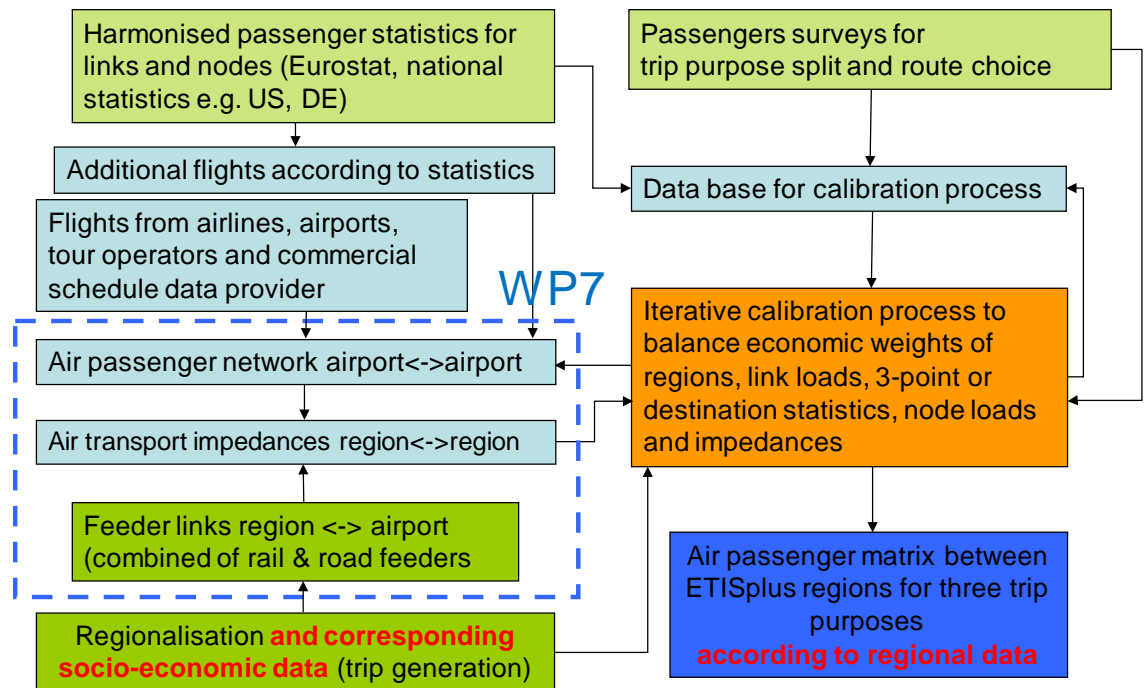 Harmonised passenger statistics for
links and nodes (Eurostat, national
statistics e.g. US, DE)
Passengers surveys for
trip purpose split and route choice
Additional flights according to statistics
Data base for calibration process
Flights from airlines, airports,
tour operators and commercial
schedule data provider
WP7
Iterative calibration process to
balance economic weights of
regions, link loads, 3-point or
destination statistics, node loads
and impedances
Air passenger network airport<->airport
Air transport impedances region<->region
Feeder links region <-> airport
(combined of rail & road feeders
Air passenger matrix between
ETISplus regions for three trip
purposes
according to regional data
Regionalisation and corresponding
socio-economic data (trip generation)